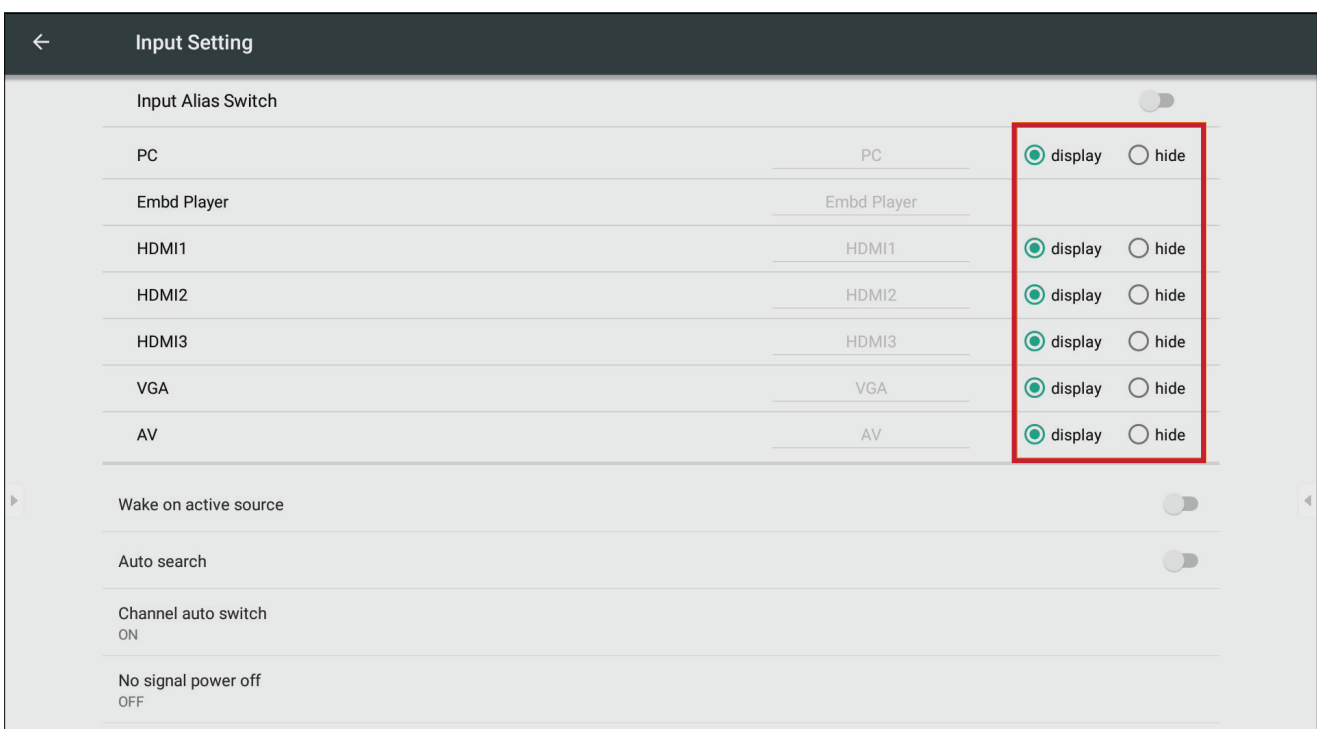 Input Setting
Input Alias Switch
PC PC display hide
Embd Player Embd Player
HDMI1 HDMI1 display hide
HDMI2 HDMI2 display hide
HDMI3 HDMI3 display hide
VGA VGA display hide
AV AV display hide
Wake on active source
Auto search
Channel auto switch
ON
No signal power off
OFF